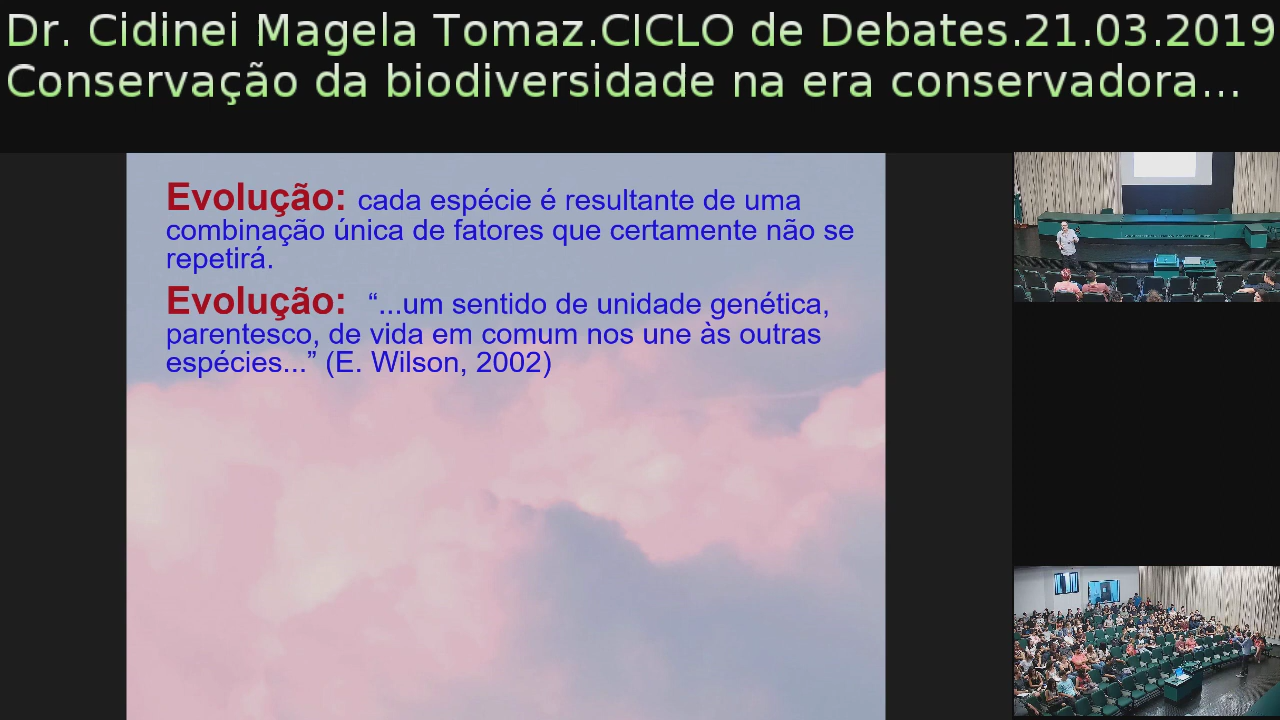 Dr. Cidinei Magela Tomaz.CICLO de Debates.21.03.2019
Conservação da biodiversidade na era conservadora...
Evolução: cada espécie é resultante de uma
combinação única de fatores que certamente não se
repetirá.
Evolução: “...um sentido de unidade genética,
parentesco, de vida em comum nos une às outras
espécies...” (E. Wilson, 2002)